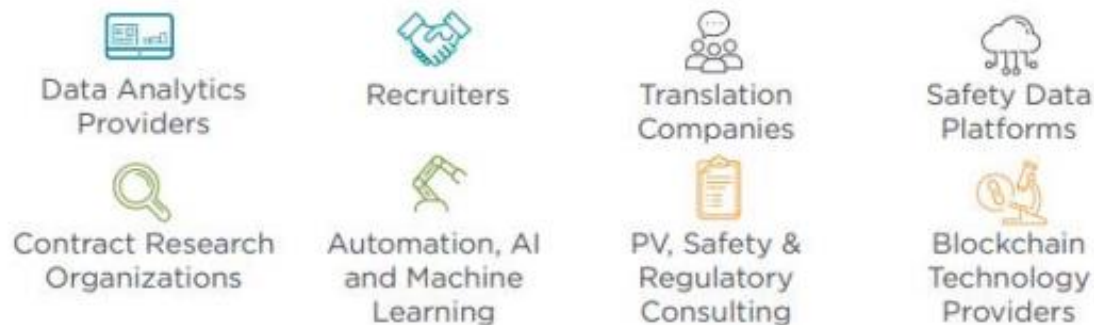 Data Analytics
Providers
Recruiters
Translation
Companies
Safety Data
Platforms
Contract Research
Organizations
Automation, AI
and Machine
Learning
PV, Safety &
Regulatory
Consulting
Blockchain
Technology
Providers